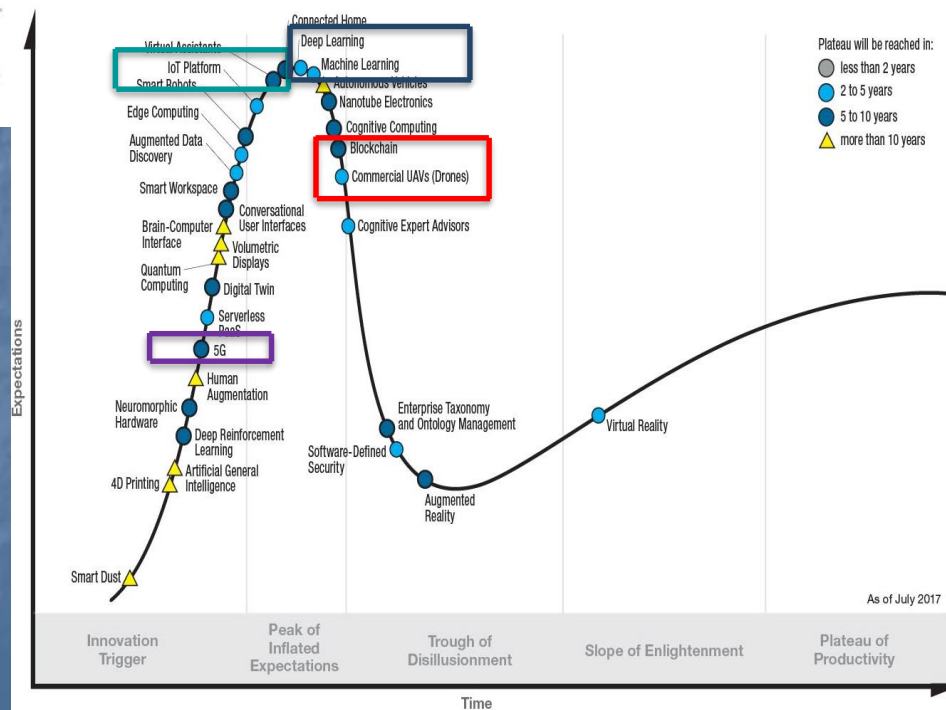 Connected Home
Deep Learning
Virtual Assistants
IoT Platform
Machine Learning
Smart Robots
Autonomous Vehicles
Nanotube Electronics
Edge Computing
Cognitive Computing
Augmented Data
Discovery
Blockchain
Commercial UAVs (Drones)
Smart Workspace
Cognitive Expert Advisors
Conversational
User Interfaces
Brain-Computer
Interface
Volumetric
Displays
Quantum
Computing
Digital Twin
Serverless
PaaS
5G
Human
Augmentation
Neuromorphic
Hardware
Deep Reinforcement
Learning
Artificial General
Intelligence
4D Printing
Smart Dust
Enterprise Taxonomy
and Ontology Management
Software-Defined
Security
Augmented
Reality
Virtual Reality
Plateau will be reached in:
less than 2 years
2 to 5 years
5 to 10 years
more than 10 years
As of July 2017
Expectations
Innovation
Trigger
Peak of
Inflated
Expectations
Trough of
Disillusionment
Slope of Enlightenment
Plateau of
Productivity
Time